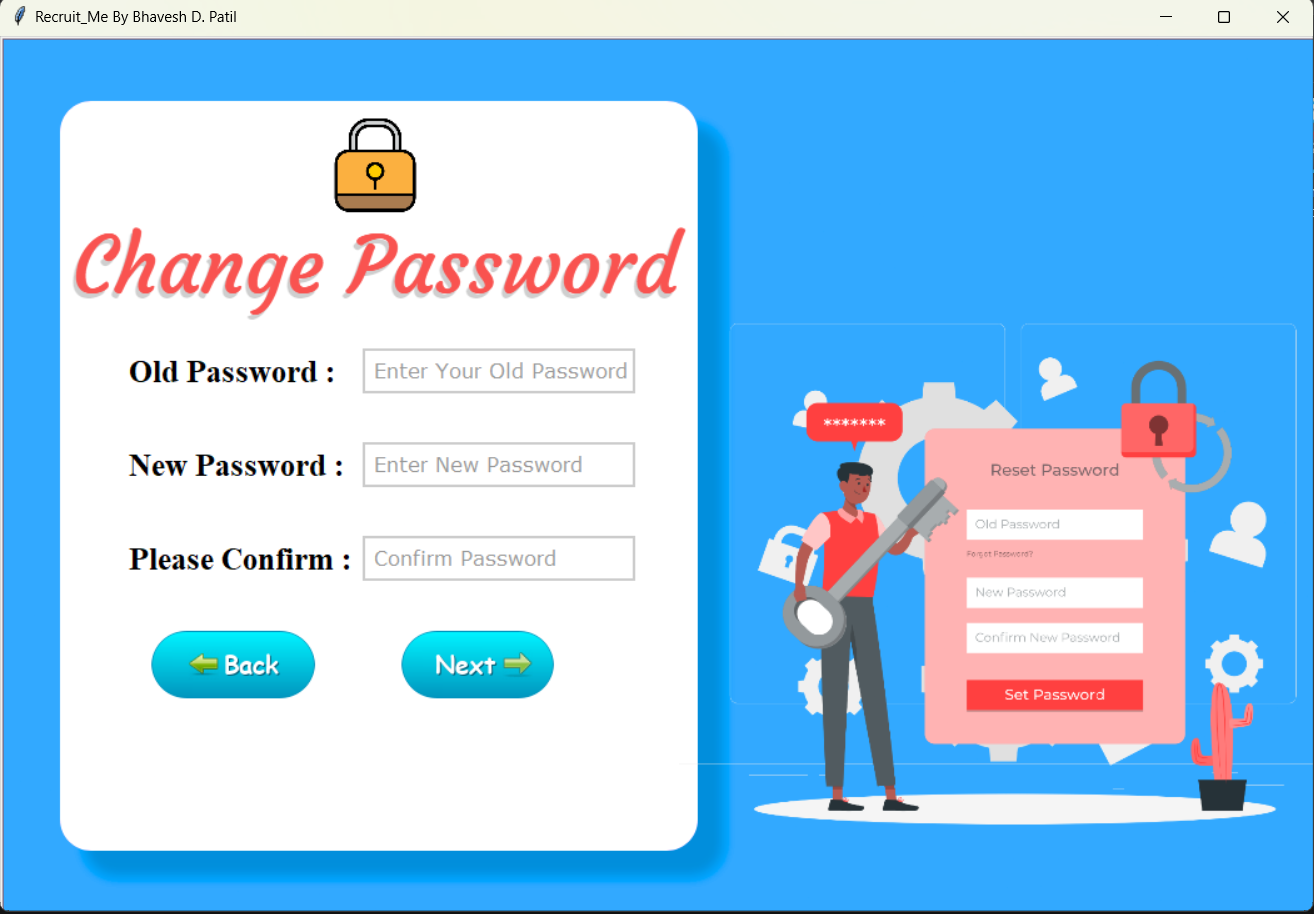 Recruit_Me By Bhavesh D. Patil
Change Password
Old Password : Enter Your Old Password
New Password : Enter New Password
Please Confirm : Confirm Password
Back Next
*******
Reset Password
Old Password
Forgot Password?
New Password
Confirm New Password
Set Password